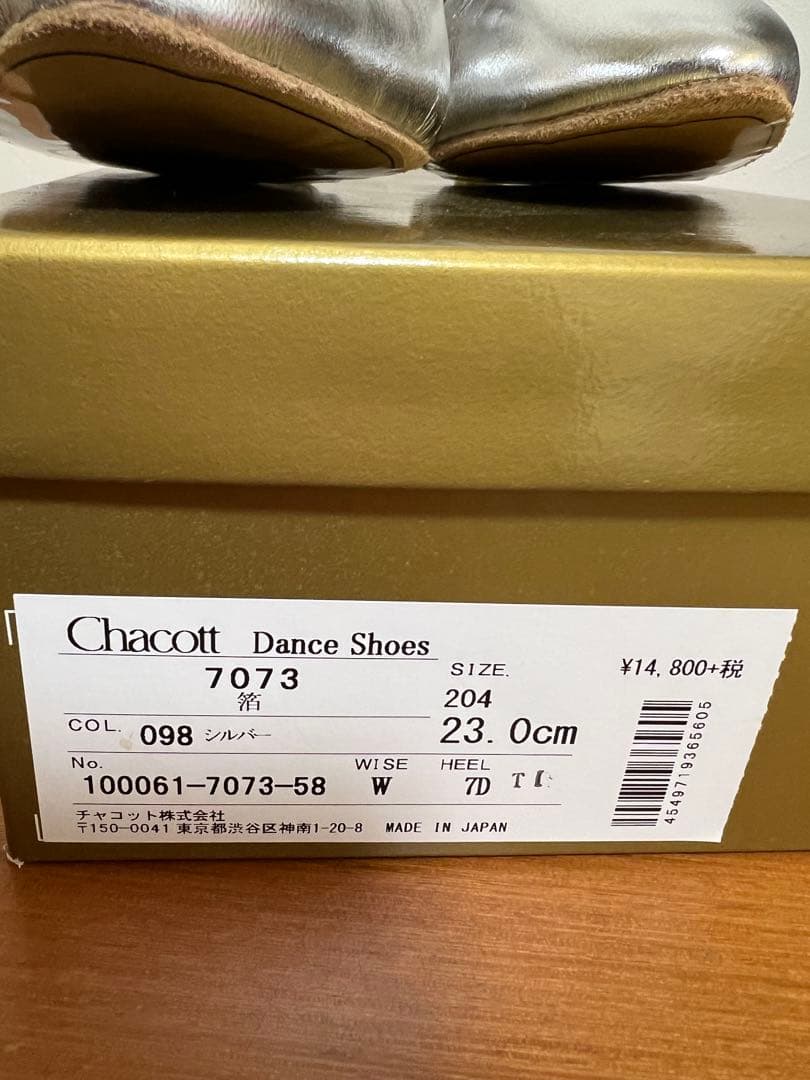 Chacott Dance Shoes
7073
箔
SIZE.
204
23.0cm
¥14,800+税
COL. 098 シルバー
No.
100061-7073-58
WISE
W
HEEL
7D
チャコット株式会社
〒150-0041 東京都渋谷区神南1-20-8 MADE IN JAPAN
4549719365605